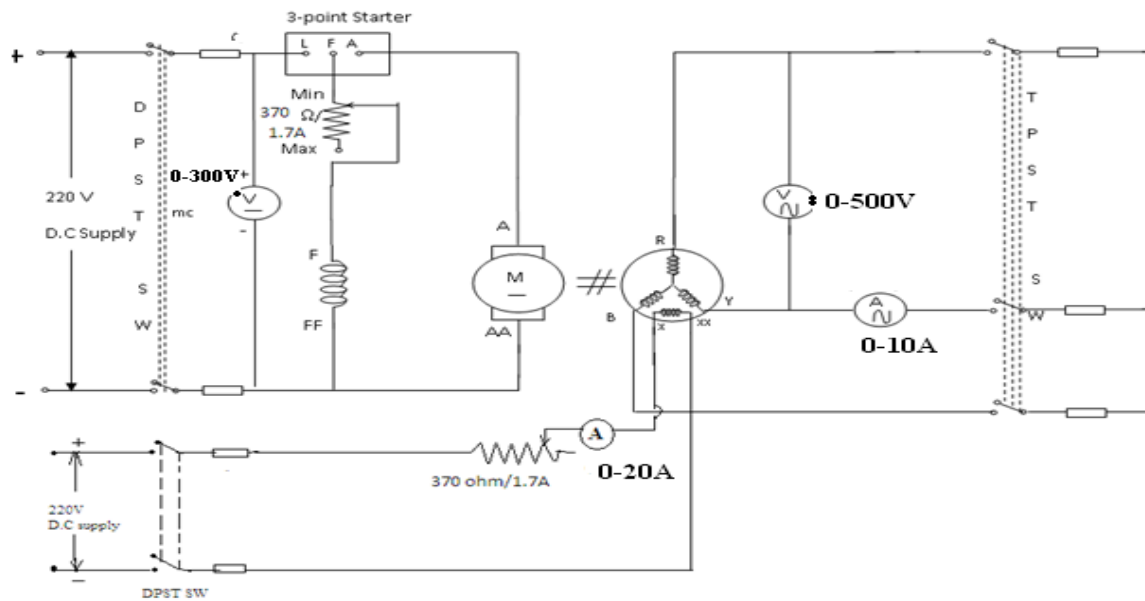 3-point Starter
L F A
+
c
Min
370 Ω
1.7A
Max
D P S T S W
220 V
D.C Supply
mc
0-300V+
V
-
F
FF
A
M
AA
-
R
Y
B
X
XX
V
0-500V
A
0-10A
T P S T S W
+
220V
D.C supply
-
DPST SW
370 ohm/1.7A
A
0-20A